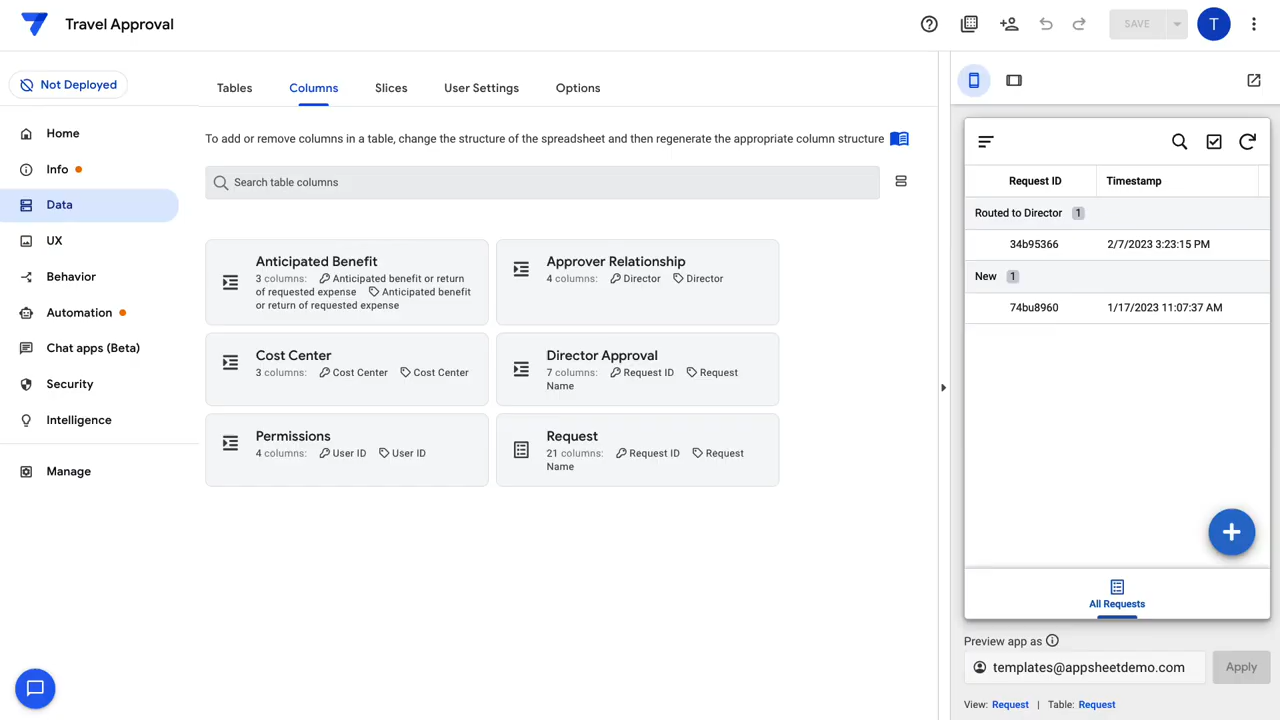 Travel Approval
SAVE
T
Not Deployed
Home
Info
Data
UX
Behavior
Automation
Chat apps (Beta)
Security
Intelligence
Manage
Tables
Columns
Slices
User Settings
Options
To add or remove columns in a table, change the structure of the spreadsheet and then regenerate the appropriate column structure
Search table columns
Anticipated Benefit
3 columns: Anticipated benefit or return
of requested expense Anticipated benefit
or return of requested expense
Approver Relationship
4 columns: Director Director
Cost Center
3 columns: Cost Center Cost Center
Director Approval
7 columns: Request ID Request
Name
Permissions
4 columns: User ID User ID
Request
21 columns: Request ID Request
Name
Request ID Timestamp
Routed to Director 1
34b95366 2/7/2023 3:23:15 PM
New 1
74bu8960 1/17/2023 11:07:37 AM
All Requests
Preview app as
templates@appsheetdemo.com
Apply
View: Request | Table: Request